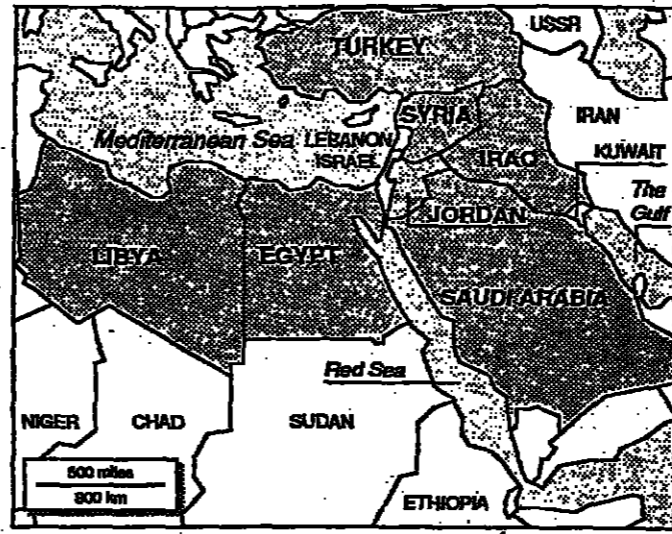 USSR
TURKEY
SYRIA
IRAN
Mediterranean Sea
LEBANON
ISRAEL
IRAQ
KUWAIT
The
Gulf
JORDAN
LIBYA
EGYPT
SAUDI ARABIA
Red Sea
NIGER
CHAD
SUDAN
500 miles
800 km
ETHIOPIA